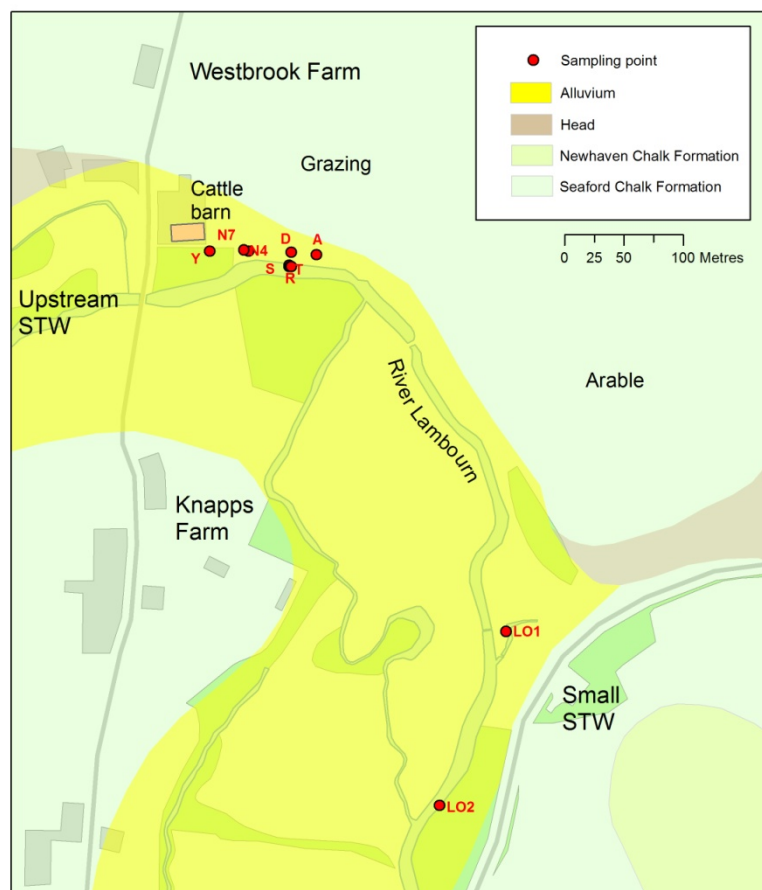 Westbrook Farm
Grazing
Cattle
barn
N7
N4
D
A
Y
S
T
R
Upstream
STW
River Lambourn
Arable
Knapps
Farm
LO1
Small
STW
LO2
Sampling point
Alluvium
Head
Newhaven Chalk Formation
Seaford Chalk Formation
0 25 50 100 Metres